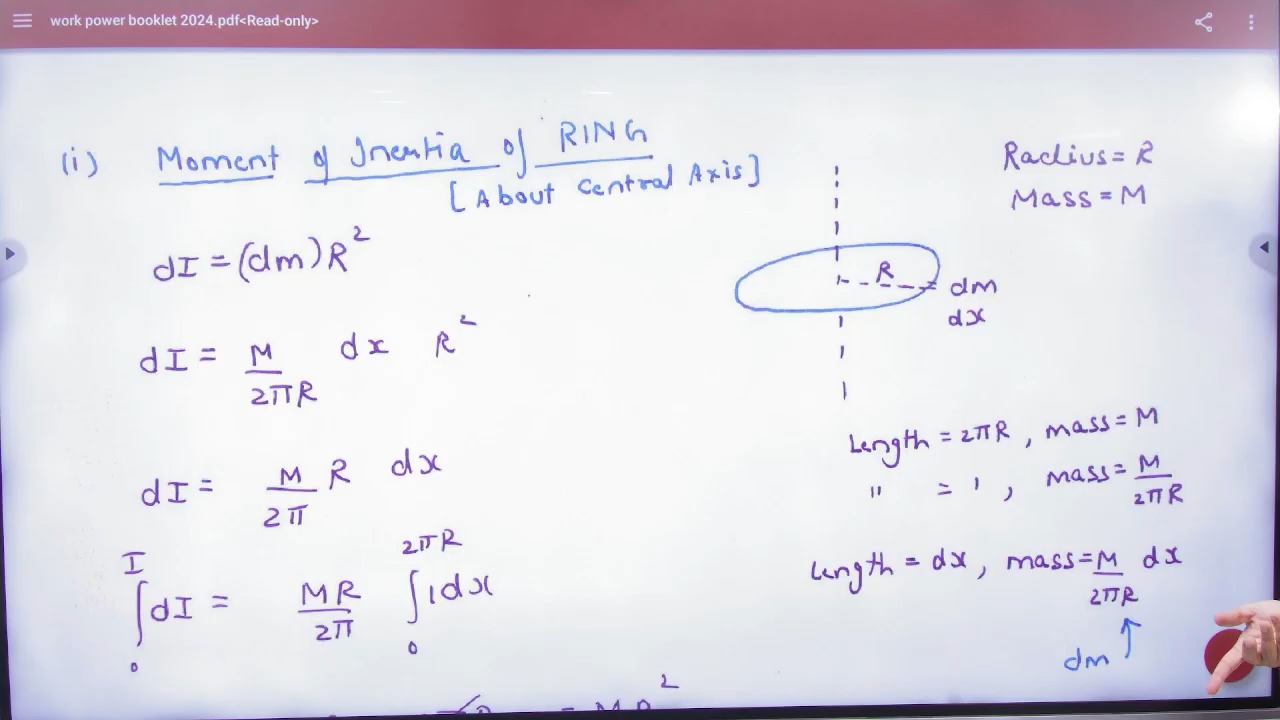 work power booklet 2024.pdf<Read-only>
(i) Moment of Inertia of RING
[About Central Axis]
Radius = R
Mass = M
dI = (dm)R²
R
dm
dx
dI = M/2πR dx R²
dI = M/2π R dx
∫₀ᴵ dI = MR/2π ∫₀^2πR 1dx
Length = 2πR, mass = M
" = 1, mass = M/2πR
Length = dx, mass = M/2πR dx
dm